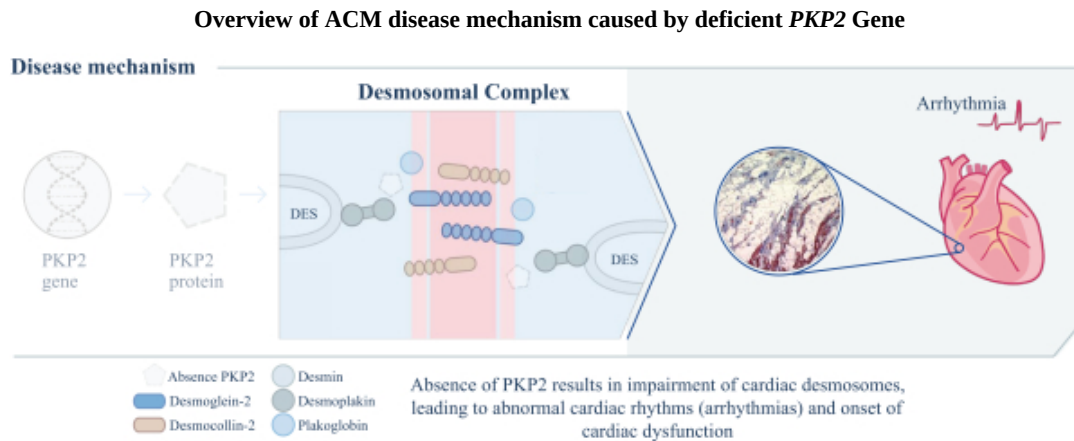 Overview of ACM disease mechanism caused by deficient PKP2 Gene
Disease mechanism
Desmosomal Complex
Arrhythmia
DES
DES
PKP2
gene
PKP2
protein
Absence PKP2
Desmin
Desmoglein-2
Desmoplakin
Desmocollin-2
Plakoglobin
Absence of PKP2 results in impairment of cardiac desmosomes,
leading to abnormal cardiac rhythms (arrhythmias) and onset of
cardiac dysfunction